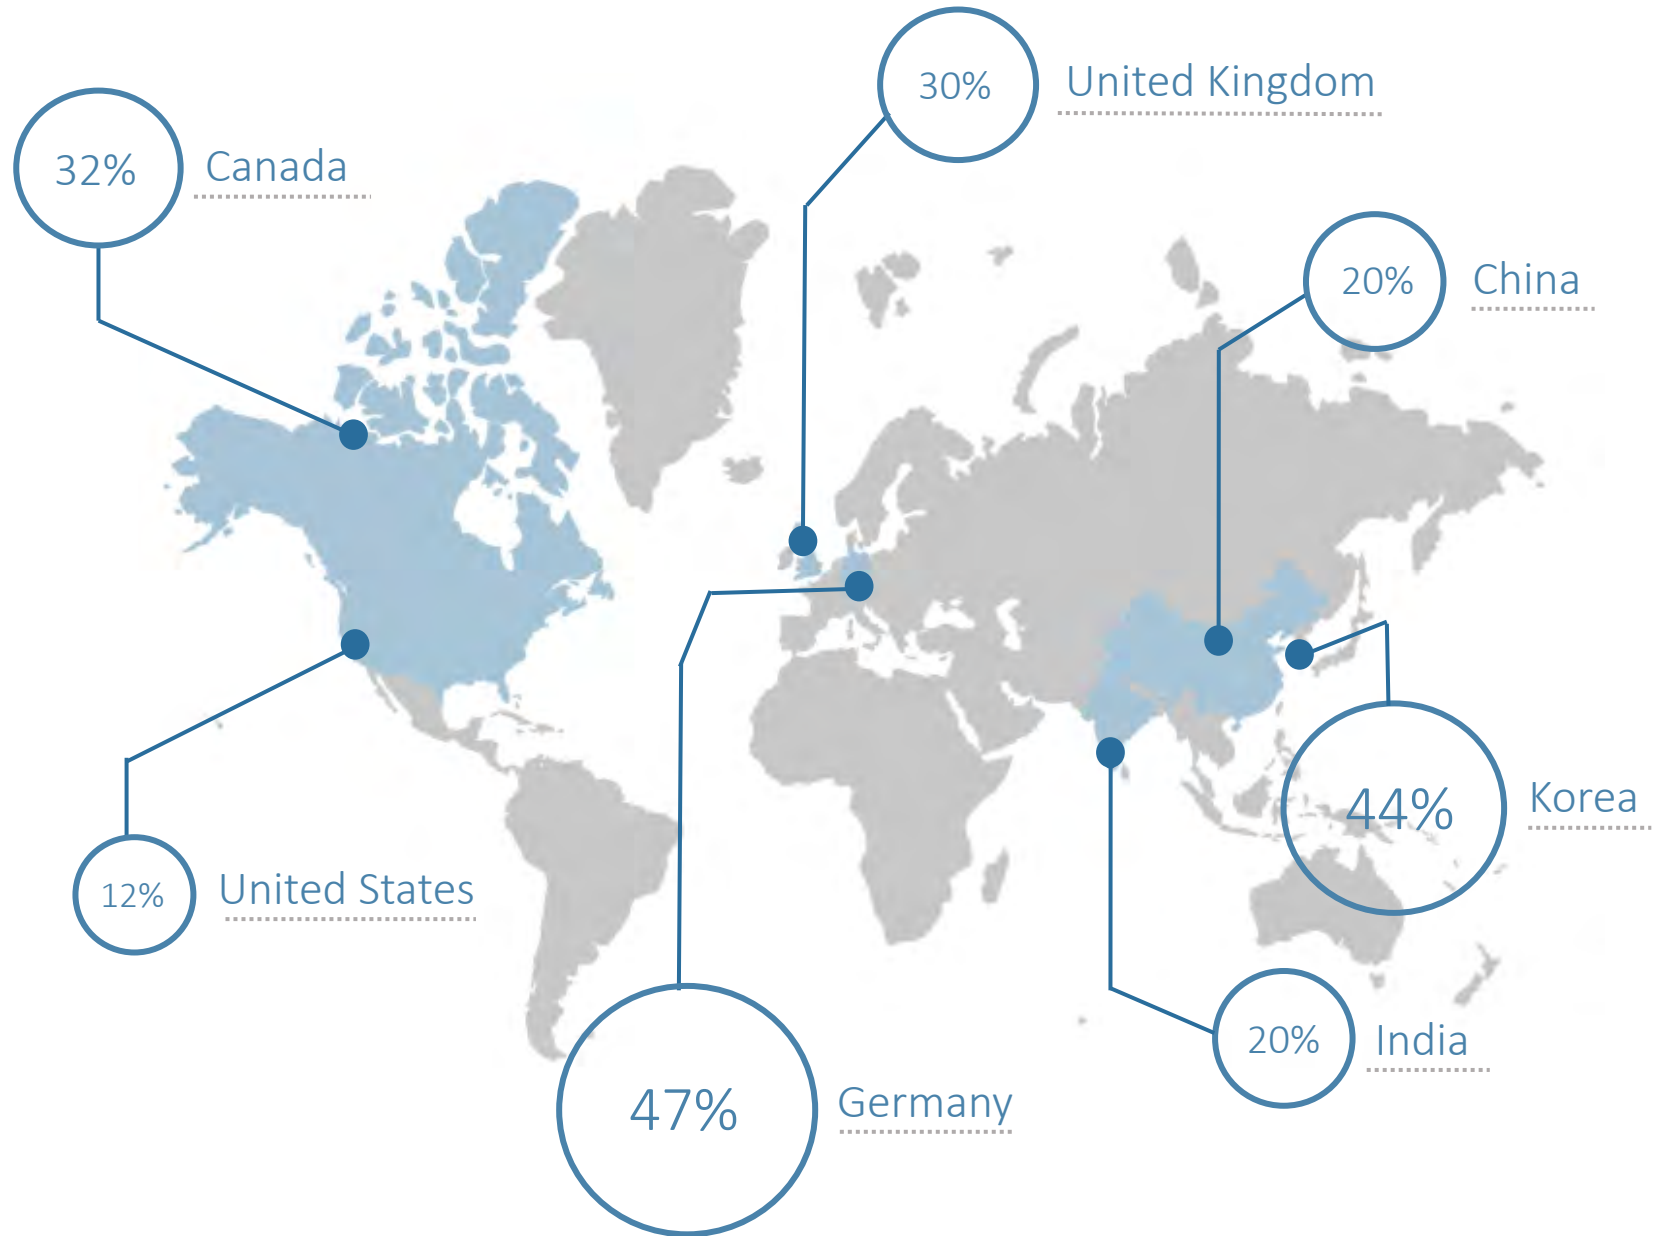 30%
United Kingdom
32%
Canada
20%
China
44%
Korea
12%
United States
20%
India
47%
Germany